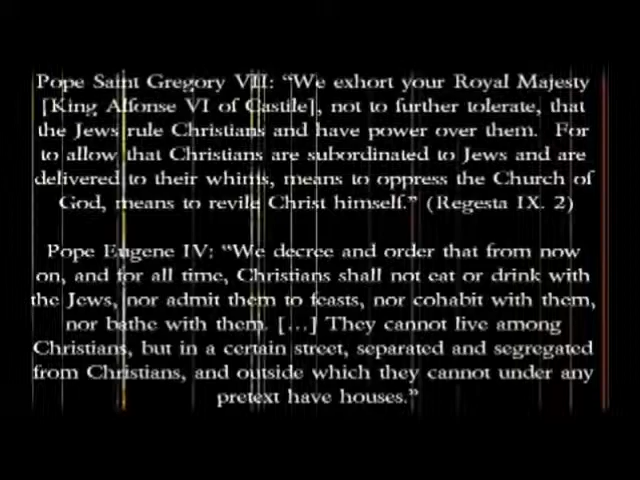 Pope Saint Gregory VII: “We exhort your Royal Majesty
[King Alfonse VI of Castile], not to further tolerate, that
the Jews rule Christians and have power over them. For
to allow that Christians are subordinated to Jews and are
delivered to their whims, means to oppress the Church of
God, means to revile Christ himself.” (Regesta IX. 2)
Pope Eugene IV: “We decree and order that from now
on, and for all time, Christians shall not eat or drink with
the Jews, nor admit them to feasts, nor cohabit with them,
nor bathe with them. [...] They cannot live among
Christians, but in a certain street, separated and segregated
from Christians, and outside which they cannot under any
pretext have houses.”